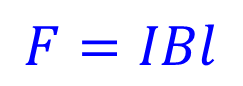 F = IBl